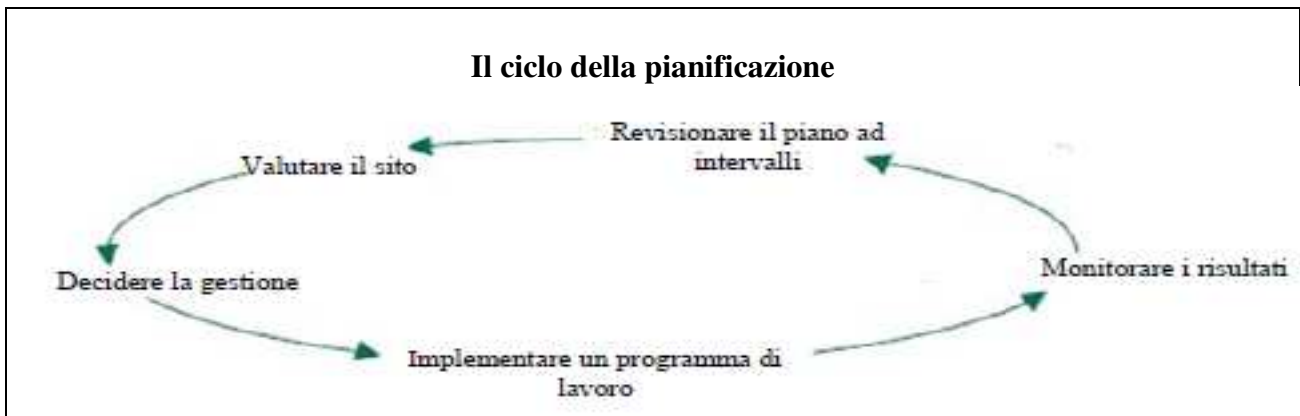 Il ciclo della pianificazione
Revisionare il piano ad
intervalli
Valutare il sito
Decidere la gestione
Monitorare i risultati
Implementare un programma di
lavoro